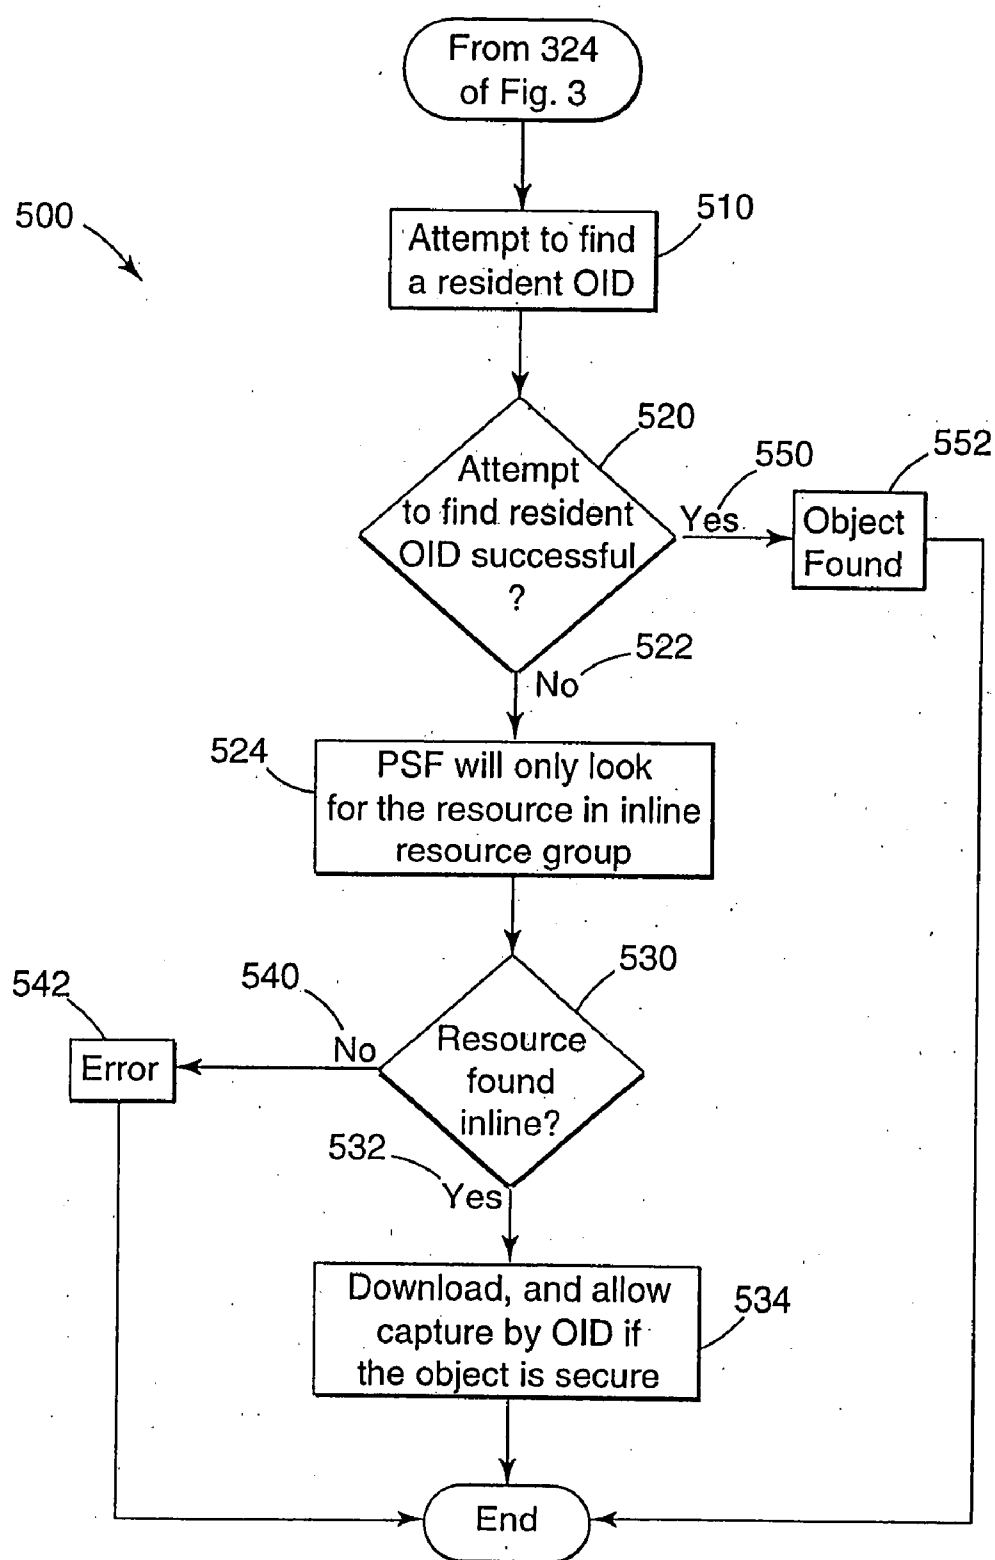 From 324
of Fig. 3
500
510
Attempt to find
a resident OID
520
Attempt
to find resident
OID successful
?
550
Yes
552
Object
Found
522
No
524
PSF will only look
for the resource in inline
resource group
530
Resource
found
inline?
540
No
542
Error
532
Yes
534
Download, and allow
capture by OID if
the object is secure
End